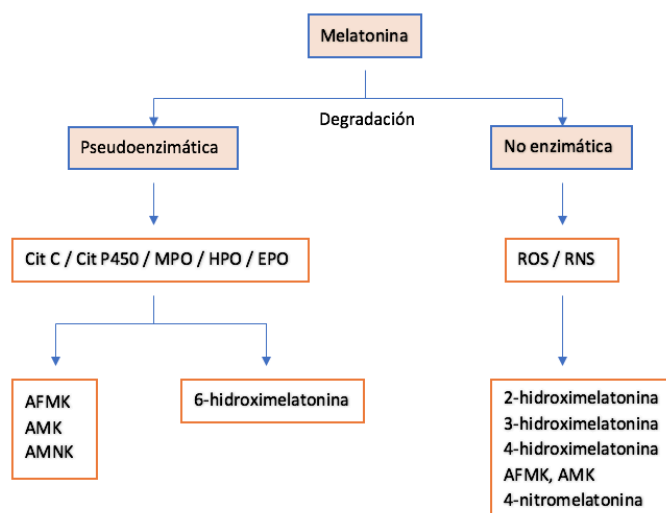 Melatonina
Degradación
Pseudoenzimática
No enzimática
Cit C / Cit P450 / MPO / HPO / EPO
ROS / RNS
AFMK
AMK
AMNK
6-hidroximelatonina
2-hidroximelatonina
3-hidroximelatonina
4-hidroximelatonina
AFMK, AMK
4-nitromelatonina